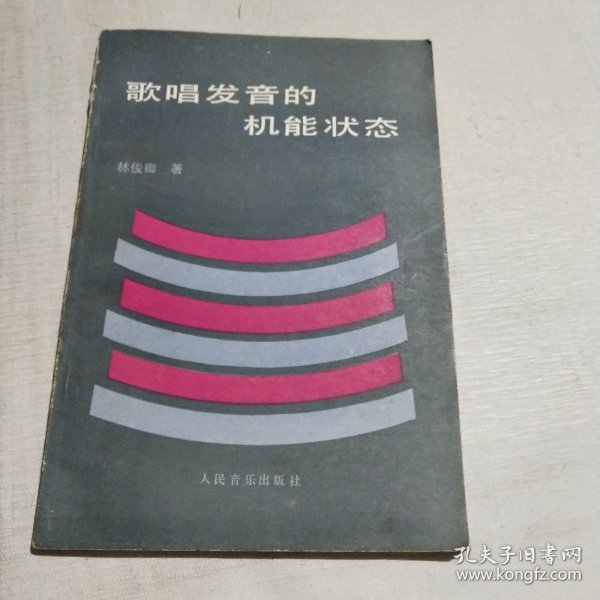 歌唱发音的
机能状态
林俊卿 著
人民音乐出版社
孔夫子旧书网
www.kongfz.com